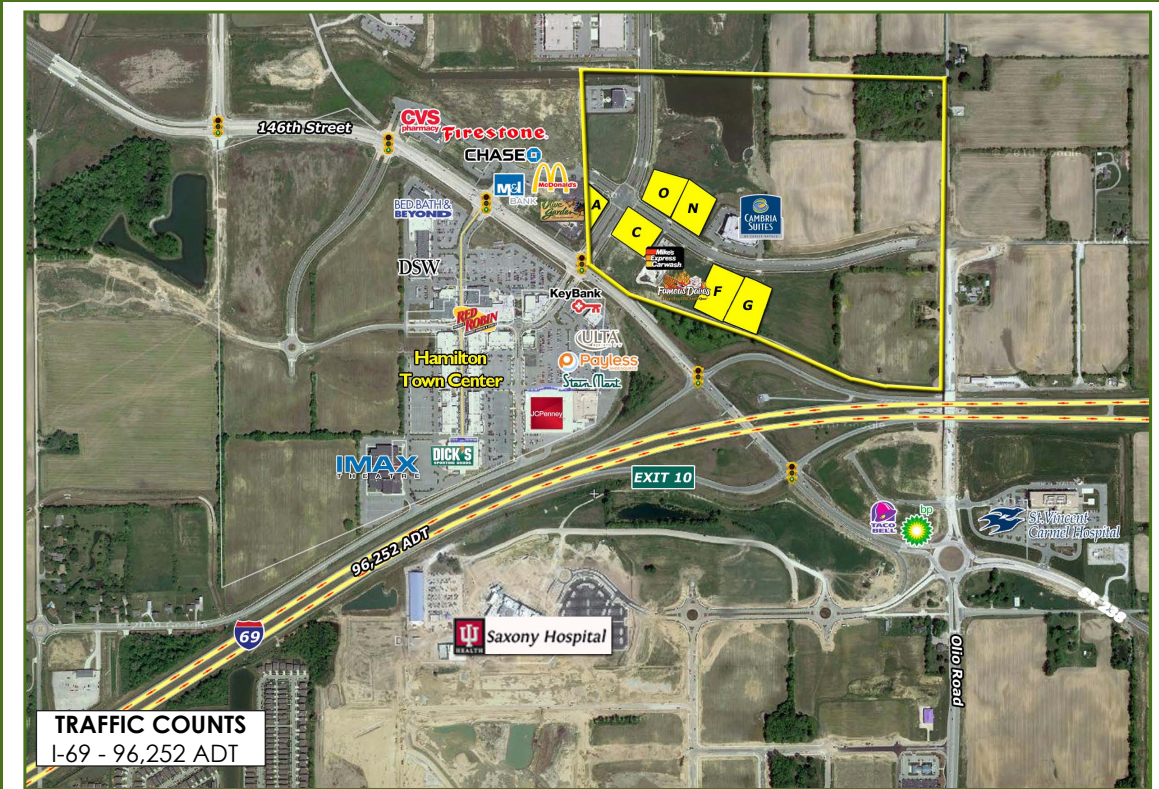 146th Street
CVS
pharmacy
Firestone
CHASE
M&I
BANK
McDonald's
Olive
Garden
BED BATH &
BEYOND
A
O
N
C
CAMBRIA
SUITES
Mike's
Express
Carwash
Famous Dave's
F
G
DSW
KeyBank
RED
ROBIN
Hamilton
Town Center
ULTA
Payless
Stein Mart
JCPenney
IMAX
THEATRE
DICK'S
SPORTING GOODS
EXIT 10
96,252 ADT
TACO
BELL
bp
St. Vincent
Carmel Hospital
SR 238
69
HEALTH
Saxony Hospital
Olio Road
TRAFFIC COUNTS
I-69 - 96,252 ADT